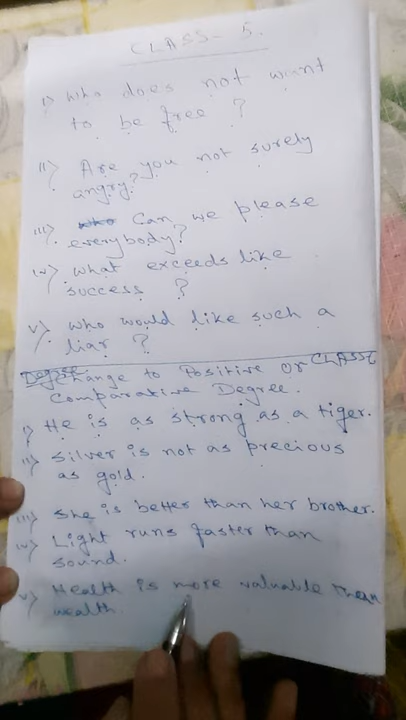 CLASS - 5.
i) Who does not want
to be free ?
ii) Are you not surely
angry?
iii) Can we please
everybody?
iv) What exceeds like
success ?
v) Who would like such a
liar ?
Change to Positive or CLASS
Comparative Degree.
i) He is as strong as a tiger.
ii) Silver is not as precious
as gold.
iii) She is better than her brother.
iv) Light runs faster than
sound.
v) Health is more valuable than
wealth.